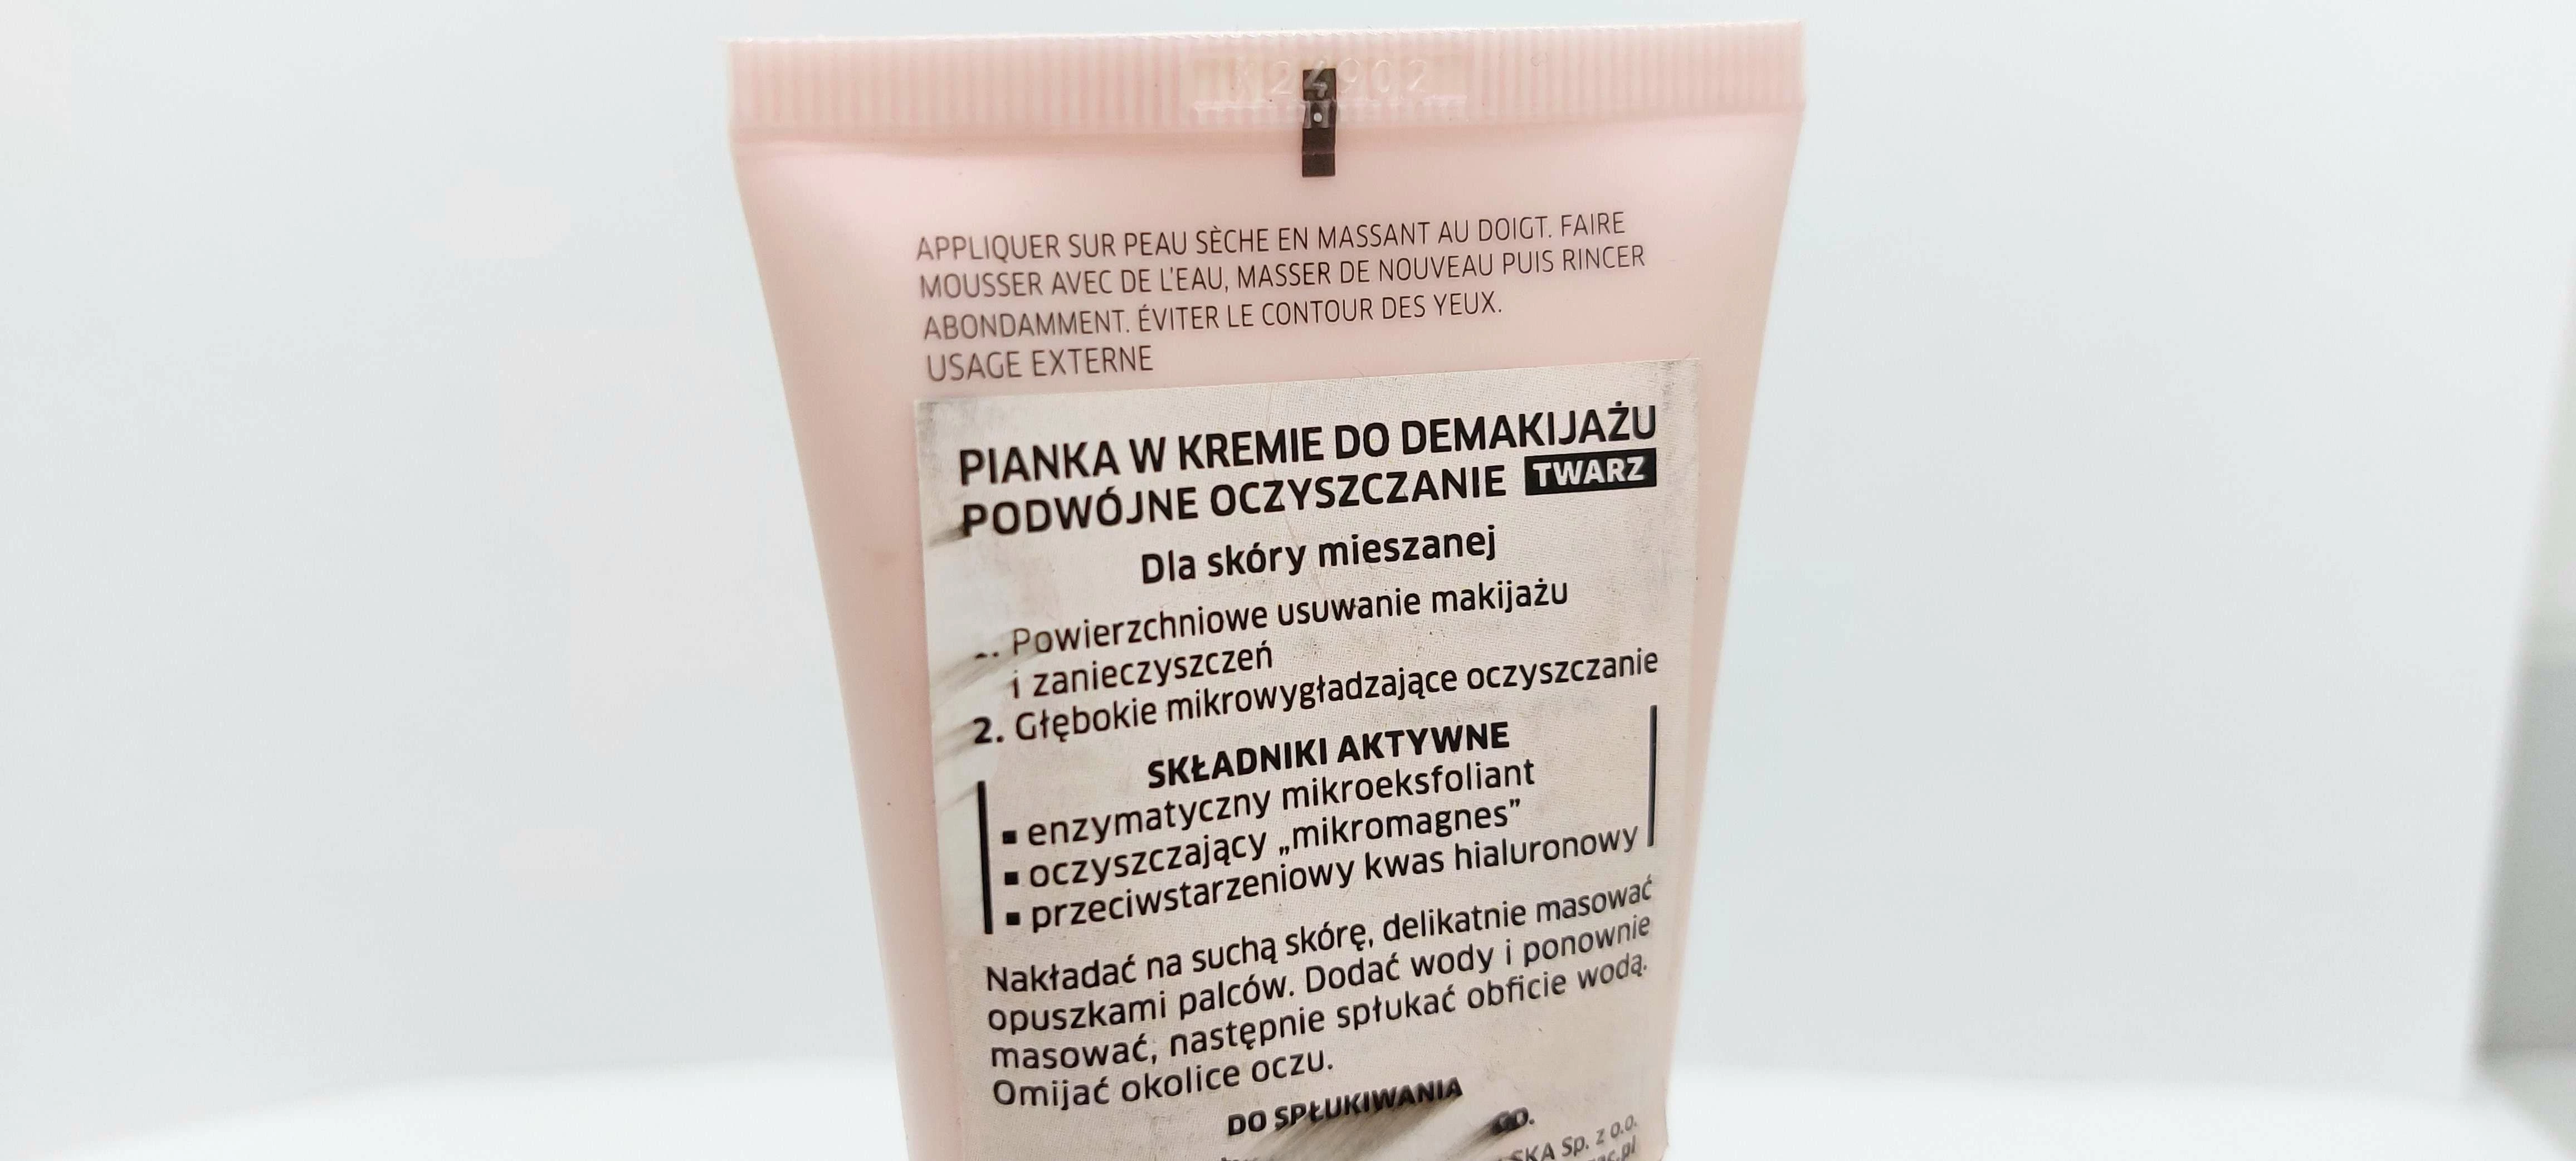 K24902
APPLIQUER SUR PEAU SÈCHE EN MASSANT AU DOIGT. FAIRE
MOUSSER AVEC DE L'EAU, MASSER DE NOUVEAU PUIS RINCER
ABONDAMMENT. ÉVITER LE CONTOUR DES YEUX.
USAGE EXTERNE
PIANKA W KREMIE DO DEMAKIJAŻU
PODWÓJNE OCZYSZCZANIE TWARZ
Dla skóry mieszanej
Powierzchniowe usuwanie makijażu
i zanieczyszczeń
2. Głębokie mikrowygładzające oczyszczanie
SKŁADNIKI AKTYWNE
▪ enzymatyczny mikroeksfoliant
▪ oczyszczający „mikromagnes”
▪ przeciwstarzeniowy kwas hialuronowy
Nakładać na suchą skórę, delikatnie masować
opuszkami palców. Dodać wody i ponownie
masować, następnie spłukać obficie wodą.
Omijać okolice oczu.
DO SPŁUKIWANIA
Sp. z o.o.